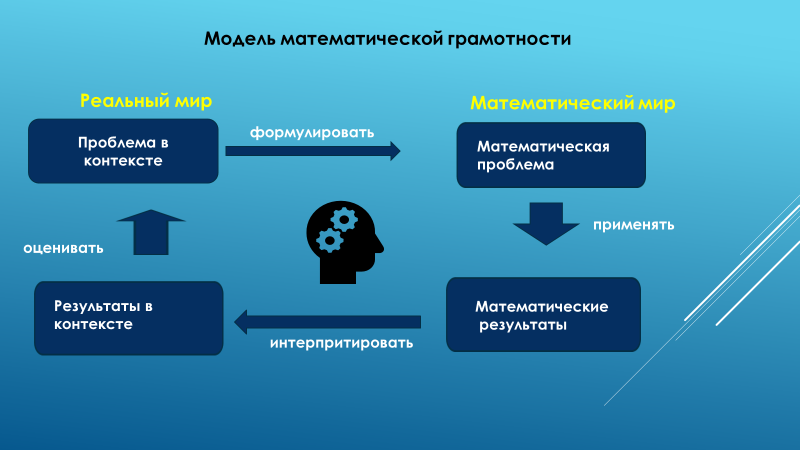 Модель математической грамотности
Реальный мир
Математический мир
Проблема в
контексте
формулировать
Математическая
проблема
применять
оценивать
Результаты в
контексте
Математические
результаты
интерпритировать